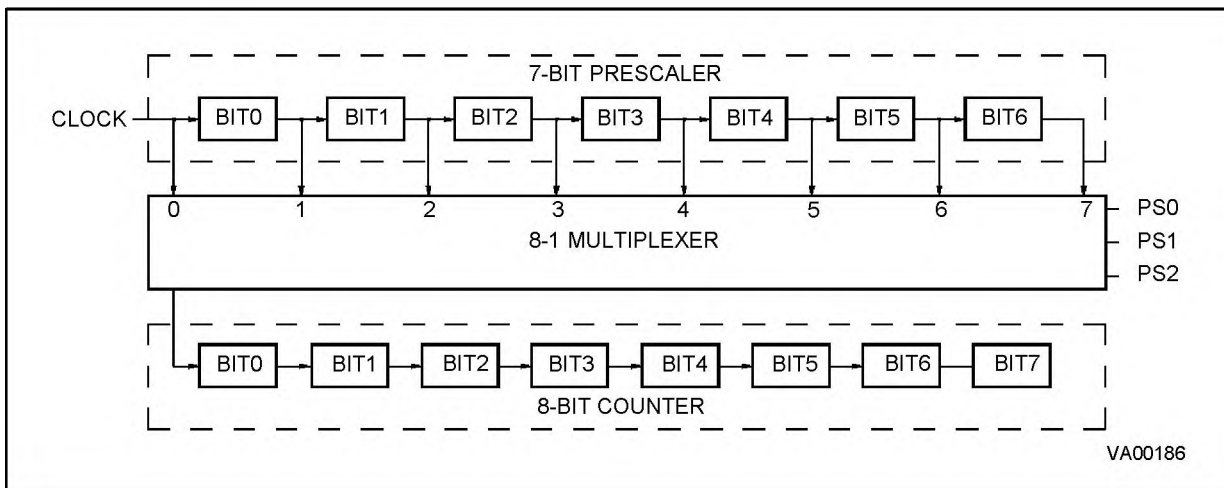 7-BIT PRESCALER
CLOCK
BIT0 BIT1 BIT2 BIT3 BIT4 BIT5 BIT6
0 1 2 3 4 5 6 7
PS0
8-1 MULTIPLEXER
PS1
PS2
BIT0 BIT1 BIT2 BIT3 BIT4 BIT5 BIT6 BIT7
8-BIT COUNTER
VA00186